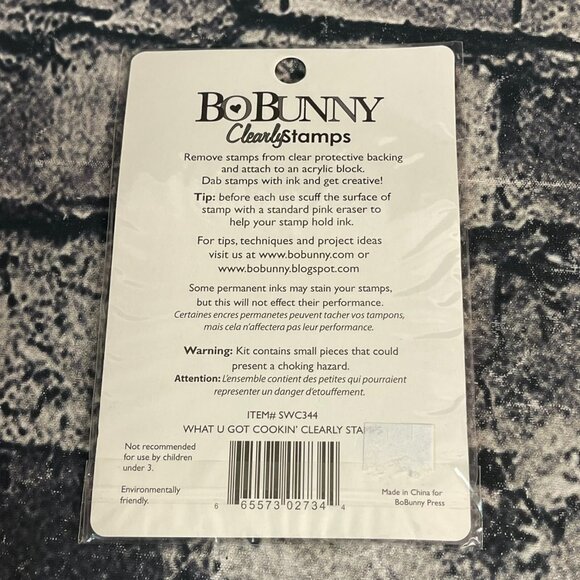 BOBUNNY
Clearly Stamps
Remove stamps from clear protective backing
and attach to an acrylic block.
Dab stamps with ink and get creative!
Tip: before each use scuff the surface of
stamp with a standard pink eraser to
help your stamp hold ink.
For tips, techniques and project ideas
visit us at www.bobunny.com or
www.bobunny.blogspot.com
Some permanent inks may stain your stamps,
but this will not effect their performance.
Certaines encres permanetes peuvent tacher vos tampons,
mais cela n'affectera pas leur performance.
Warning: Kit contains small pieces that could
present a choking hazard.
Attention: L'ensemble contient des petites qui pourraient
representer un danger d'etouffement.
ITEM# SWC344
WHAT U GOT COOKIN' CLEARLY
Not recommended
for use by children
under 3.
Environmentally
friendly.
6 65573 02734 4
Made in China for
BoBunny Press